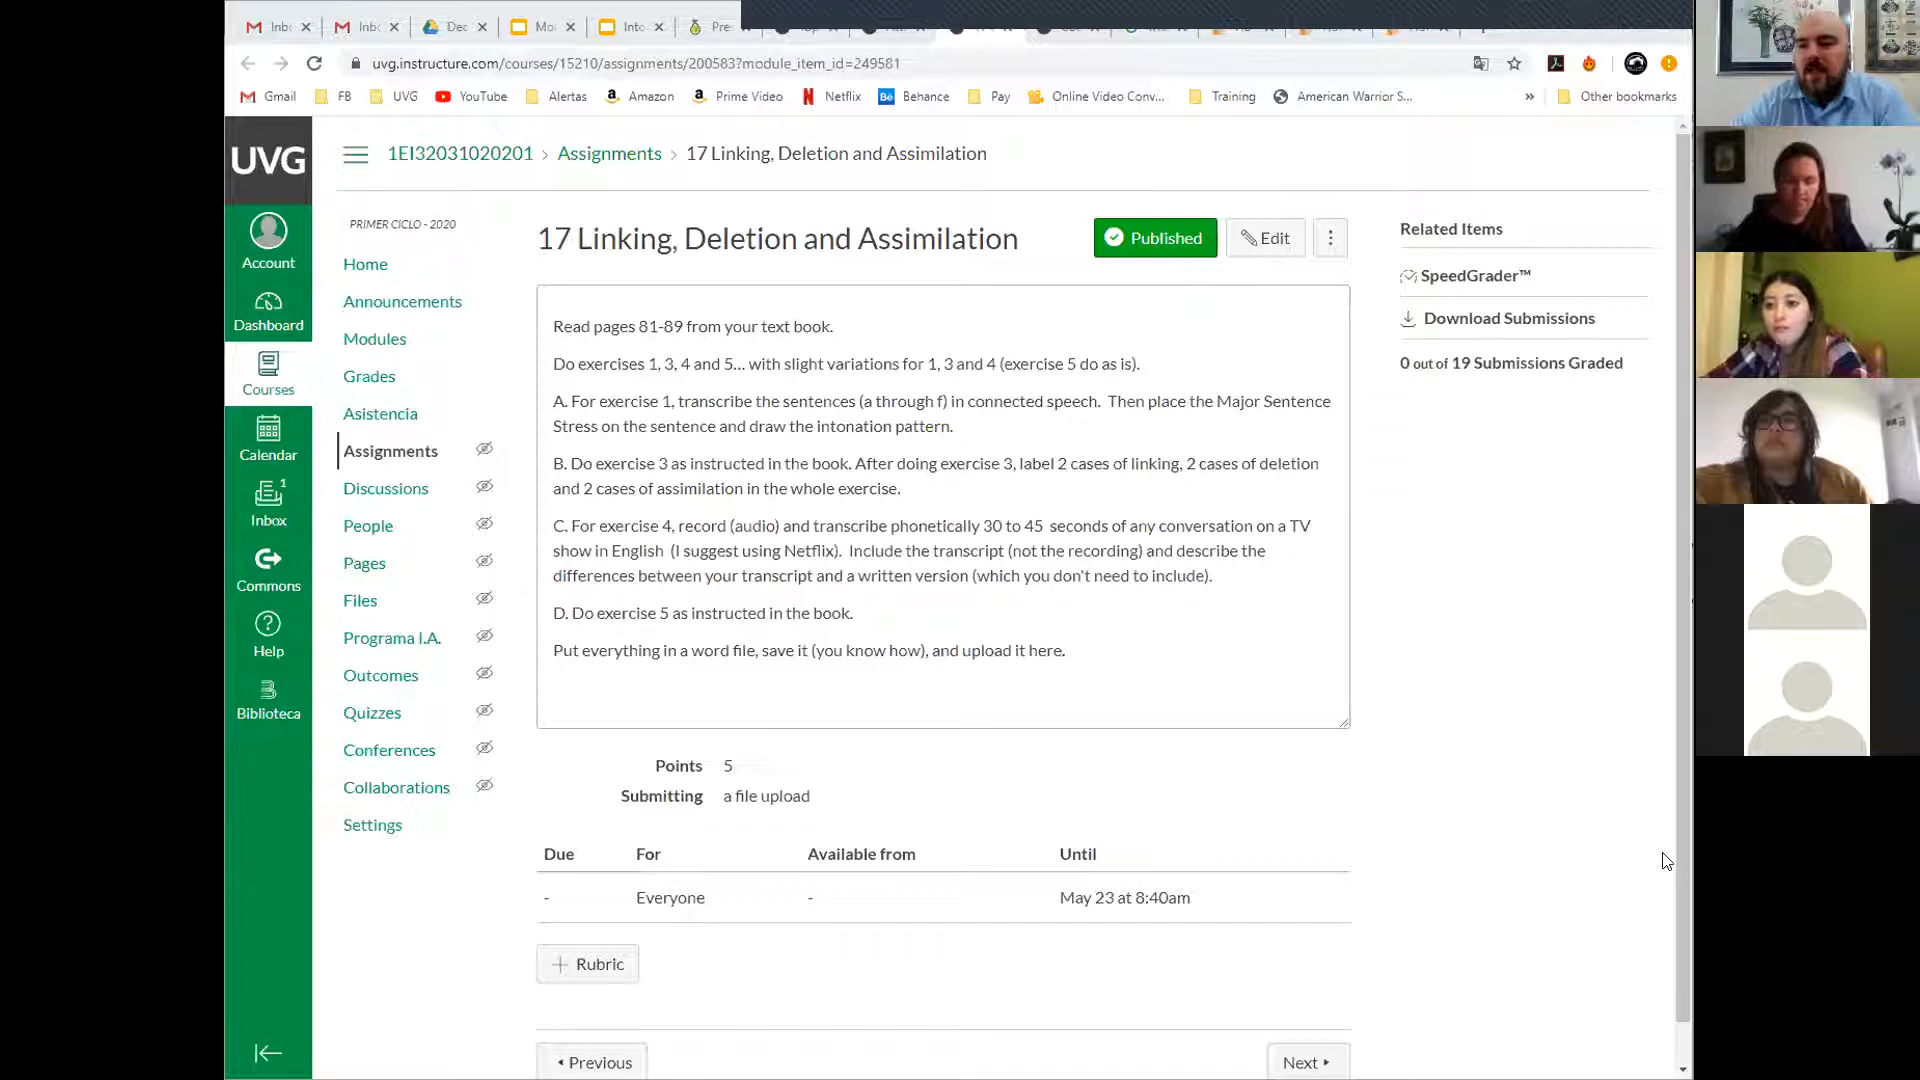 Inb
Inb
Dec
Mo
Inte
Pre
uvg.instructure.com/courses/15210/assignments/200583?module_item_id=249581
Gmail FB UVG YouTube Alertas Amazon Prime Video Netflix Behance Pay Online Video Conv... Training American Warrior S... » Other bookmarks
UVG
1EI32031020201 > Assignments > 17 Linking, Deletion and Assimilation
Account
Dashboard
Courses
Calendar
1
Inbox
Commons
Help
Biblioteca
PRIMER CICLO - 2020
Home
Announcements
Modules
Grades
Asistencia
Assignments
Discussions
People
Pages
Files
Programa I.A.
Outcomes
Quizzes
Conferences
Collaborations
Settings
17 Linking, Deletion and Assimilation
Published
Edit
Read pages 81-89 from your text book.
Do exercises 1, 3, 4 and 5... with slight variations for 1, 3 and 4 (exercise 5 do as is).
A. For exercise 1, transcribe the sentences (a through f) in connected speech. Then place the Major Sentence
Stress on the sentence and draw the intonation pattern.
B. Do exercise 3 as instructed in the book. After doing exercise 3, label 2 cases of linking, 2 cases of deletion
and 2 cases of assimilation in the whole exercise.
C. For exercise 4, record (audio) and transcribe phonetically 30 to 45 seconds of any conversation on a TV
show in English (I suggest using Netflix). Include the transcript (not the recording) and describe the
differences between your transcript and a written version (which you don't need to include).
D. Do exercise 5 as instructed in the book.
Put everything in a word file, save it (you know how), and upload it here.
Points 5
Submitting a file upload
Due For Available from Until
- Everyone - May 23 at 8:40am
+ Rubric
Previous
Next
Related Items
SpeedGrader™
Download Submissions
0 out of 19 Submissions Graded